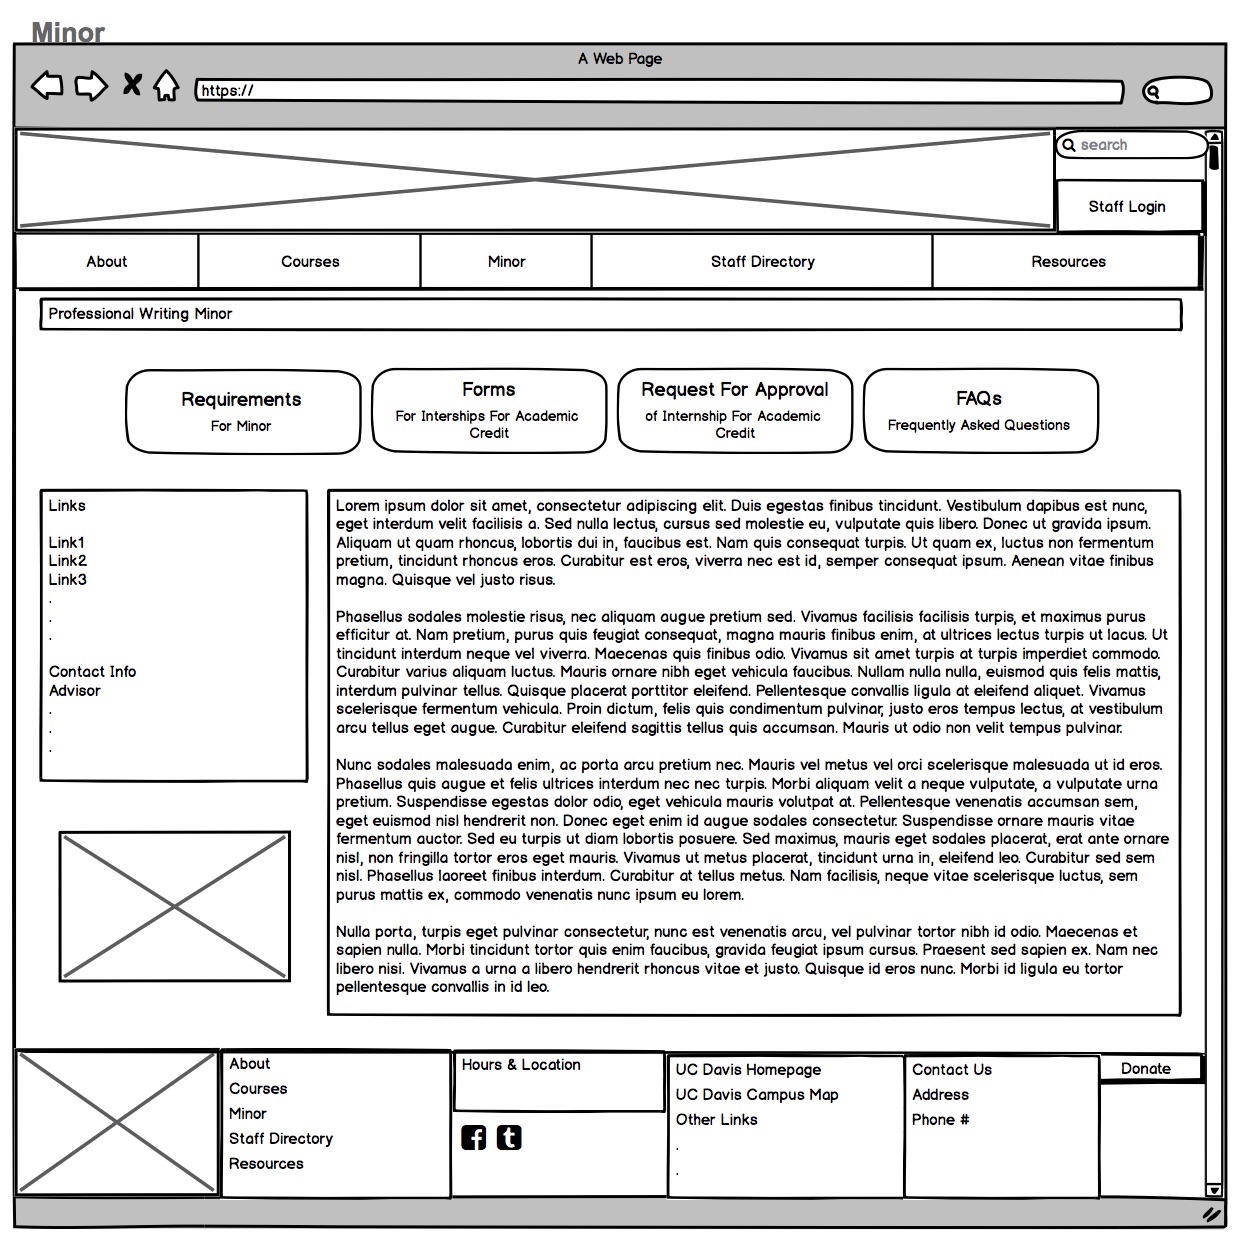 Minor
A Web Page
https://
search
Staff Login
About
Courses
Minor
Staff Directory
Resources
Professional Writing Minor
Requirements
For Minor
Forms
For Interships For Academic
Credit
Request For Approval
of Internship For Academic
Credit
FAQs
Frequently Asked Questions
Links
Link1
Link2
Link3
.
.
.
Contact Info
Advisor
.
.
.
Lorem ipsum dolor sit amet, consectetur adipiscing elit. Duis egestas finibus tincidunt. Vestibulum dapibus est nunc,
eget interdum velit facilisis a. Sed nulla lectus, cursus sed molestie eu, vulputate quis libero. Donec ut gravida ipsum.
Aliquam ut quam rhoncus, lobortis dui in, faucibus est. Nam quis consequat turpis. Ut quam ex, luctus non fermentum
pretium, tincidunt rhoncus eros. Curabitur est eros, viverra nec est id, semper consequat ipsum. Aenean vitae finibus
magna. Quisque vel justo risus.
Phasellus sodales molestie risus, nec aliquam augue pretium sed. Vivamus facilisis facilisis turpis, et maximus purus
efficitur at. Nam pretium, purus quis feugiat consequat, magna mauris finibus enim, at ultrices lectus turpis ut lacus. Ut
tincidunt interdum neque vel viverra. Maecenas quis finibus odio. Vivamus sit amet turpis at turpis imperdiet commodo.
Curabitur varius aliquam luctus. Mauris ornare nibh eget vehicula faucibus. Nullam nulla nulla, euismod quis felis mattis,
interdum pulvinar tellus. Quisque placerat porttitor eleifend. Pellentesque convallis ligula at eleifend aliquet. Vivamus
scelerisque fermentum vehicula. Proin dictum, felis quis condimentum pulvinar, justo eros tempus lectus, at vestibulum
arcu tellus eget augue. Curabitur eleifend sagittis tellus quis accumsan. Mauris ut odio non velit tempus pulvinar.
Nunc sodales malesuada enim, ac porta arcu pretium nec. Mauris vel metus vel orci scelerisque malesuada ut id eros.
Phasellus quis augue et felis ultrices interdum nec nec turpis. Morbi aliquam velit a neque vulputate, a vulputate urna
pretium. Suspendisse egestas dolor odio, eget vehicula mauris volutpat at. Pellentesque venenatis accumsan sem,
eget euismod nisl hendrerit non. Donec eget enim id augue sodales consectetur. Suspendisse ornare mauris vitae
fermentum auctor. Sed eu turpis ut diam lobortis posuere. Sed maximus, mauris eget sodales placerat, erat ante ornare
nisl, non fringilla tortor eros eget mauris. Vivamus ut metus placerat, tincidunt urna in, eleifend leo. Curabitur sed sem
nisl. Phasellus laoreet finibus interdum. Curabitur at tellus metus. Nam facilisis, neque vitae scelerisque luctus, sem
purus mattis ex, commodo venenatis nunc ipsum eu lorem.
Nulla porta, turpis eget pulvinar consectetur, nunc est venenatis arcu, vel pulvinar tortor nibh id odio. Maecenas et
sapien nulla. Morbi tincidunt tortor quis enim faucibus, gravida feugiat ipsum cursus. Praesent sed sapien ex. Nam nec
libero nisi. Vivamus a urna a libero hendrerit rhoncus vitae et justo. Quisque id eros nunc. Morbi id ligula eu tortor
pellentesque convallis in id leo.
About
Courses
Minor
Staff Directory
Resources
Hours & Location
f t
UC Davis Homepage
UC Davis Campus Map
Other Links
.
.
Contact Us
Address
Phone #
Donate